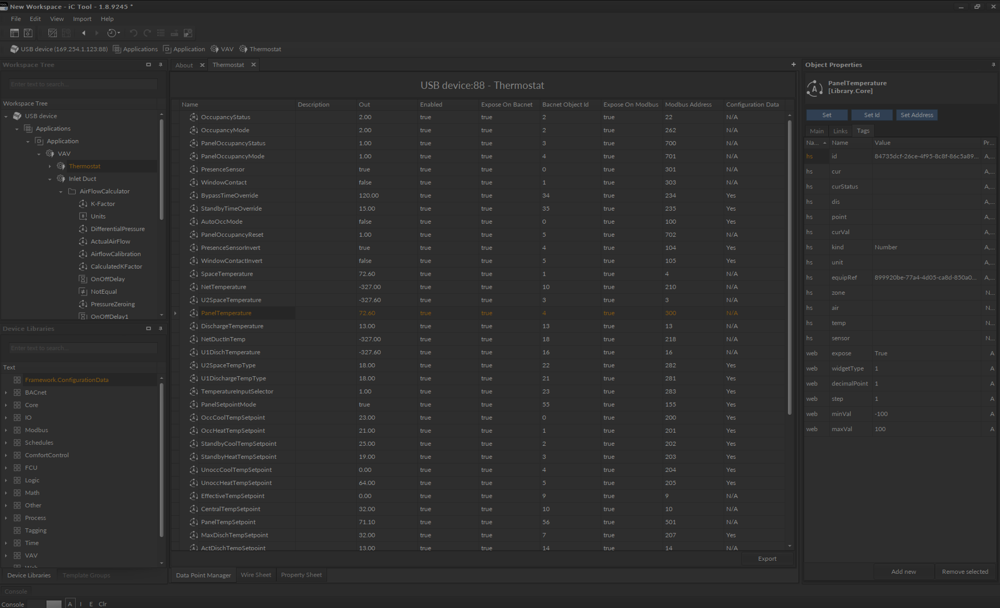 New Workspace - iC Tool - 1.8.9245 *
File Edit View Import Help
USB device (169.254.1.123:88) Applications Application VAV Thermostat
Workspace Tree
Enter text to search...
Workspace Tree
USB device
Applications
Application
VAV
Thermostat
Inlet Duct
AirFlowCalculator
K-Factor
Units
DifferentialPressure
ActualAirFlow
AirflowCalibration
CalculatedKFactor
OnOffDelay
NotEqual
PressureZeroing
OnOffDelay1
Device Libraries
Enter text to search...
Text
Framework.ConfigurationData
BACnet
Core
IO
Modbus
Schedules
ComfortControl
FCU
Logic
Math
Other
Process
Tagging
Time
VAV
Web
Device Libraries Template Groups
About Thermostat
USB device:88 - Thermostat
Name Description Out Enabled Expose On Bacnet Bacnet Object Id Expose On Modbus Modbus Address Configuration Data
OccupancyStatus 2.00 true true 2 true 22 N/A
OccupancyMode 2.00 true true 2 true 262 N/A
PanelOccupancyStatus 1.00 true true 3 true 700 N/A
PanelOccupancyMode 1.00 true true 4 true 701 N/A
PresenceSensor true true true 0 true 301 N/A
WindowContact false true true 1 true 303 N/A
BypassTimeOverride 120.00 true true 34 true 234 Yes
StandbyTimeOverride 15.00 true true 35 true 235 Yes
AutoOccMode false true true 0 true 100 Yes
PanelOccupancyReset 1.00 true true 5 true 702 N/A
PresenceSensorInvert true true true 4 true 104 Yes
WindowContactInvert false true true 5 true 105 Yes
SpaceTemperature 72.60 true true 1 true 4 N/A
NetTemperature -327.00 true true 10 true 210 N/A
U2SpaceTemperature -327.60 true true 3 true 3 N/A
PanelTemperature 72.60 true true 4 true 300 N/A
DischargeTemperature 13.00 true true 13 true 13 N/A
NetDuctInTemp -327.00 true true 18 true 218 N/A
U1DischTemperature -327.60 true true 16 true 16 N/A
U2SpaceTempType 18.00 true true 22 true 282 Yes
U1DischargeTempType 18.00 true true 21 true 281 Yes
TemperatureInputSelector 1.00 true true 23 true 283 Yes
PanelSetpointMode true true true 55 true 155 Yes
OccCoolTempSetpoint 23.00 true true 0 true 200 Yes
OccHeatTempSetpoint 21.00 true true 1 true 201 Yes
StandbyCoolTempSetpoint 25.00 true true 2 true 202 Yes
StandbyHeatTempSetpoint 19.00 true true 3 true 203 Yes
UnoccCoolTempSetpoint 0.00 true true 4 true 204 Yes
UnoccHeatTempSetpoint 64.00 true true 5 true 205 Yes
EffectiveTempSetpoint 0.00 true true 9 true 9 N/A
CentralTempSetpoint 32.00 true true 10 true 10 N/A
PanelTempSetpoint 71.10 true true 56 true 501 N/A
MaxDischTempSetpoint 32.00 true true 7 true 207 Yes
ActDischTempSetpoint 13.00 true true 14 true 14 N/A
Export
Data Point Manager Wire Sheet Property Sheet
Object Properties
PanelTemperature
[Library.Core]
Set Set Id Set Address
Main Links Tags
Na... Name Value Pr...
hs id 84735dcf-26ce-4f95-8c8f-86c5a89... A,...
hs cur A,...
hs curStatus A,...
hs dis A,...
hs point A,...
hs curVal A,...
hs kind Number A,...
hs unit A,...
hs equipRef 899920be-77a4-4d05-ca8d-850a0... A,...
hs zone N...
hs air N...
hs temp N...
hs sensor N...
web expose True A
web widgetType 1 A
web decimalPoint 1 A
web step 1 A
web minVal -100 A
web maxVal 100 A
Add new Remove selected
Console
Console A I E Clr